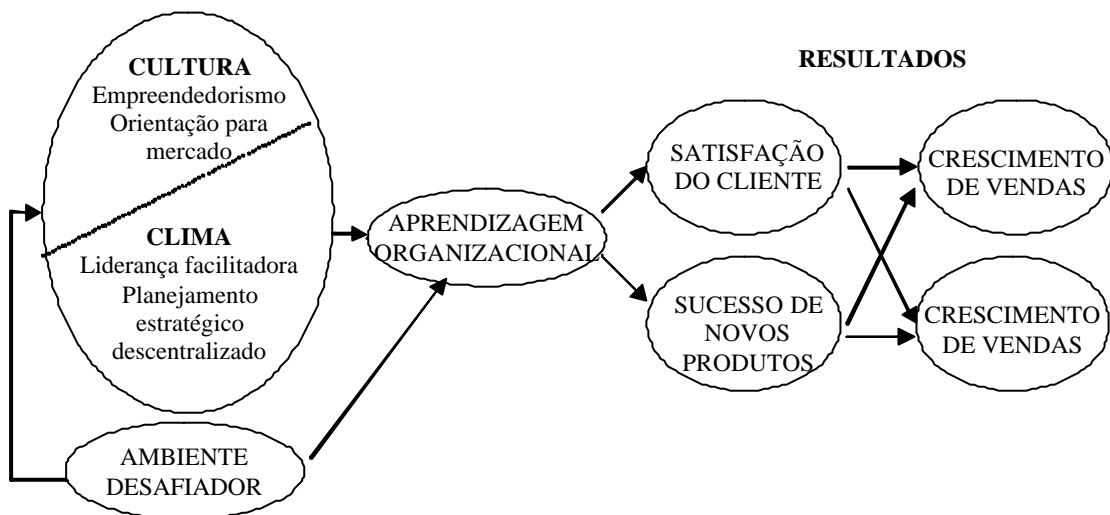 CULTURA
Empreendedorismo
Orientação para
mercado
CLIMA
Liderança facilitadora
Planejamento
estratégico
descentralizado
AMBIENTE
DESAFIADOR
APRENDIZAGEM
ORGANIZACIONAL
RESULTADOS
SATISFAÇÃO
DO CLIENTE
SUCESSO DE
NOVOS
PRODUTOS
CRESCIMENTO
DE VENDAS
CRESCIMENTO
DE VENDAS